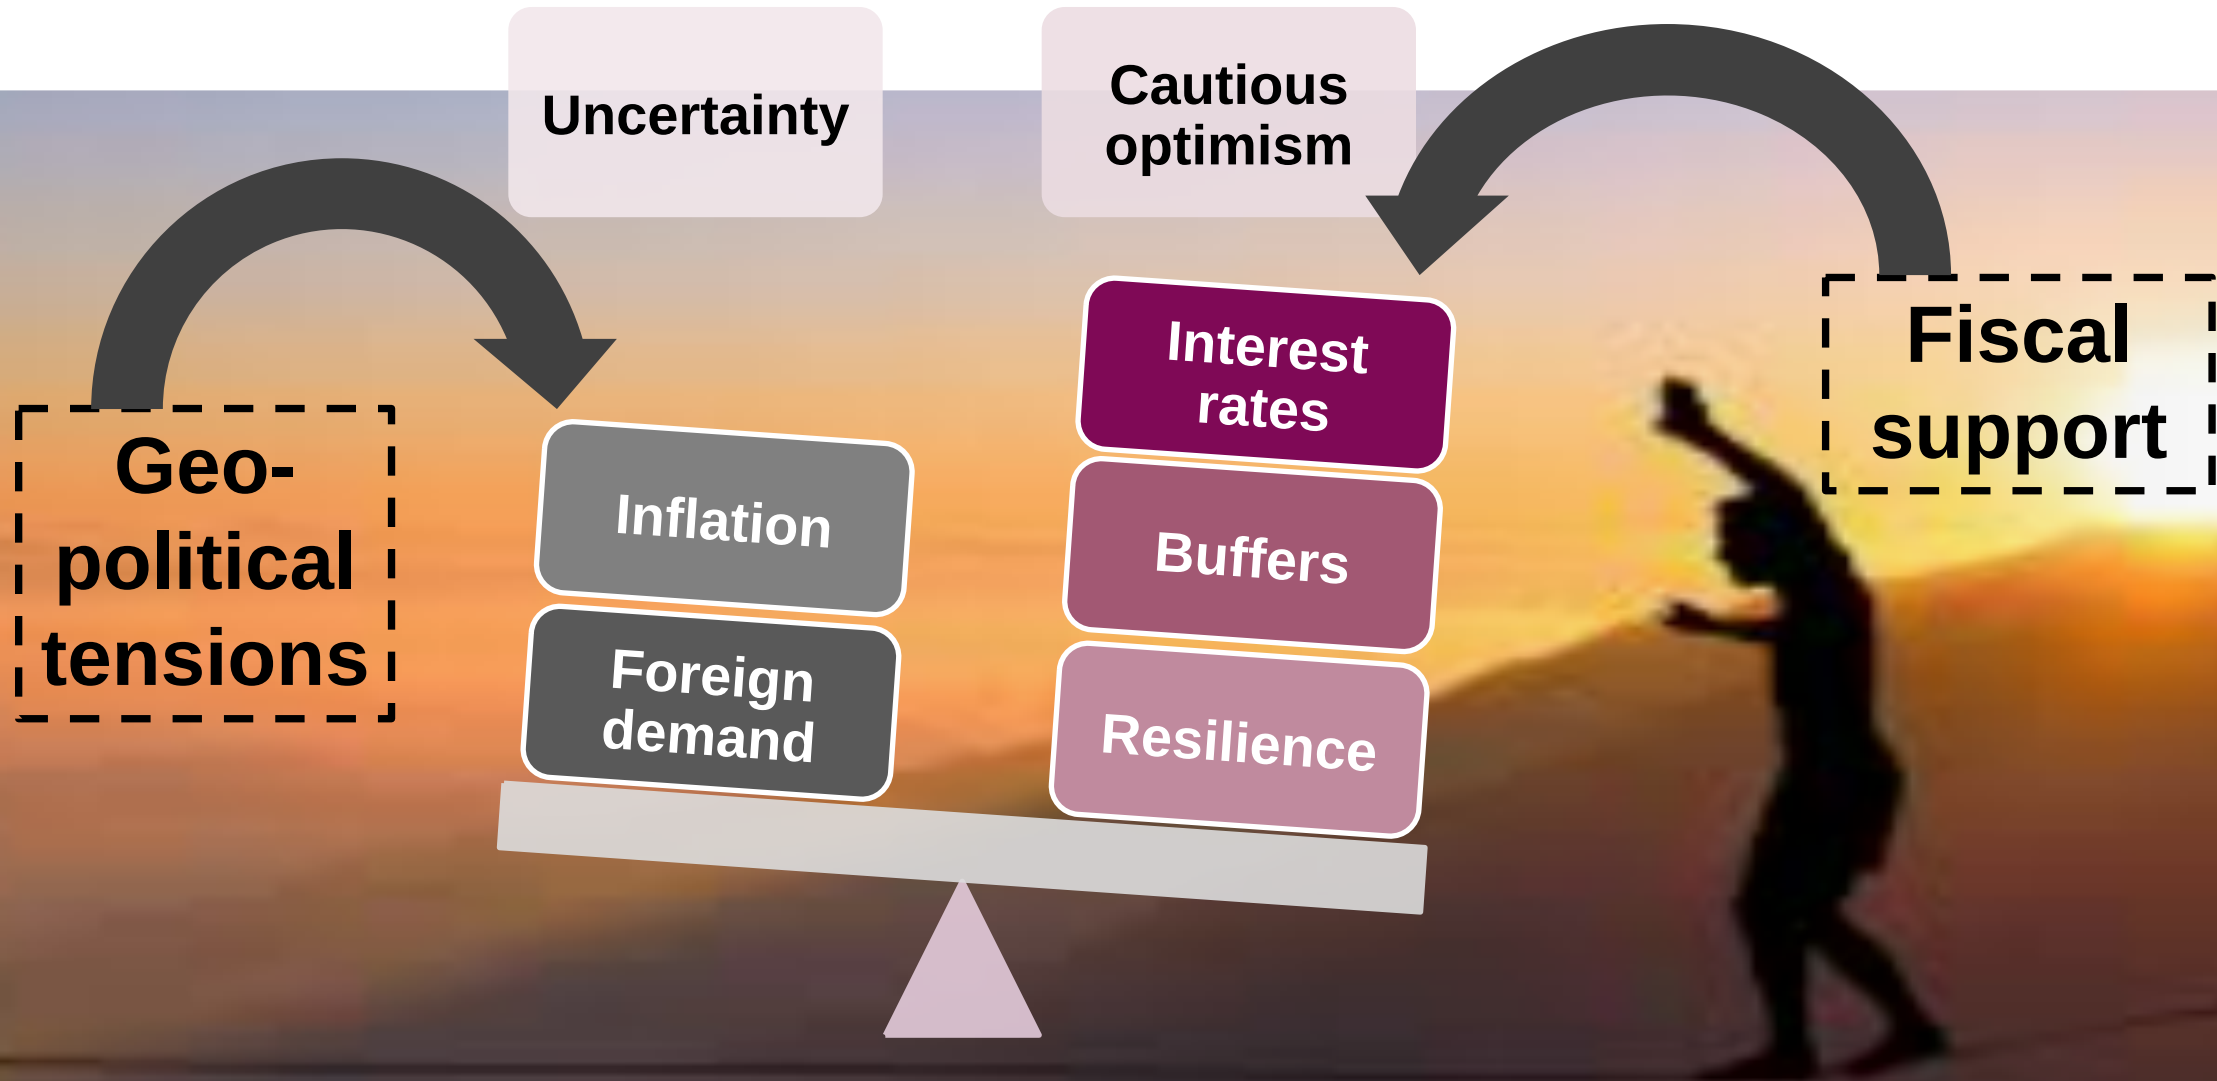 Uncertainty
Cautious
optimism
Geo-
political
tensions
Inflation
Foreign
demand
Interest
rates
Buffers
Resilience
Fiscal
support